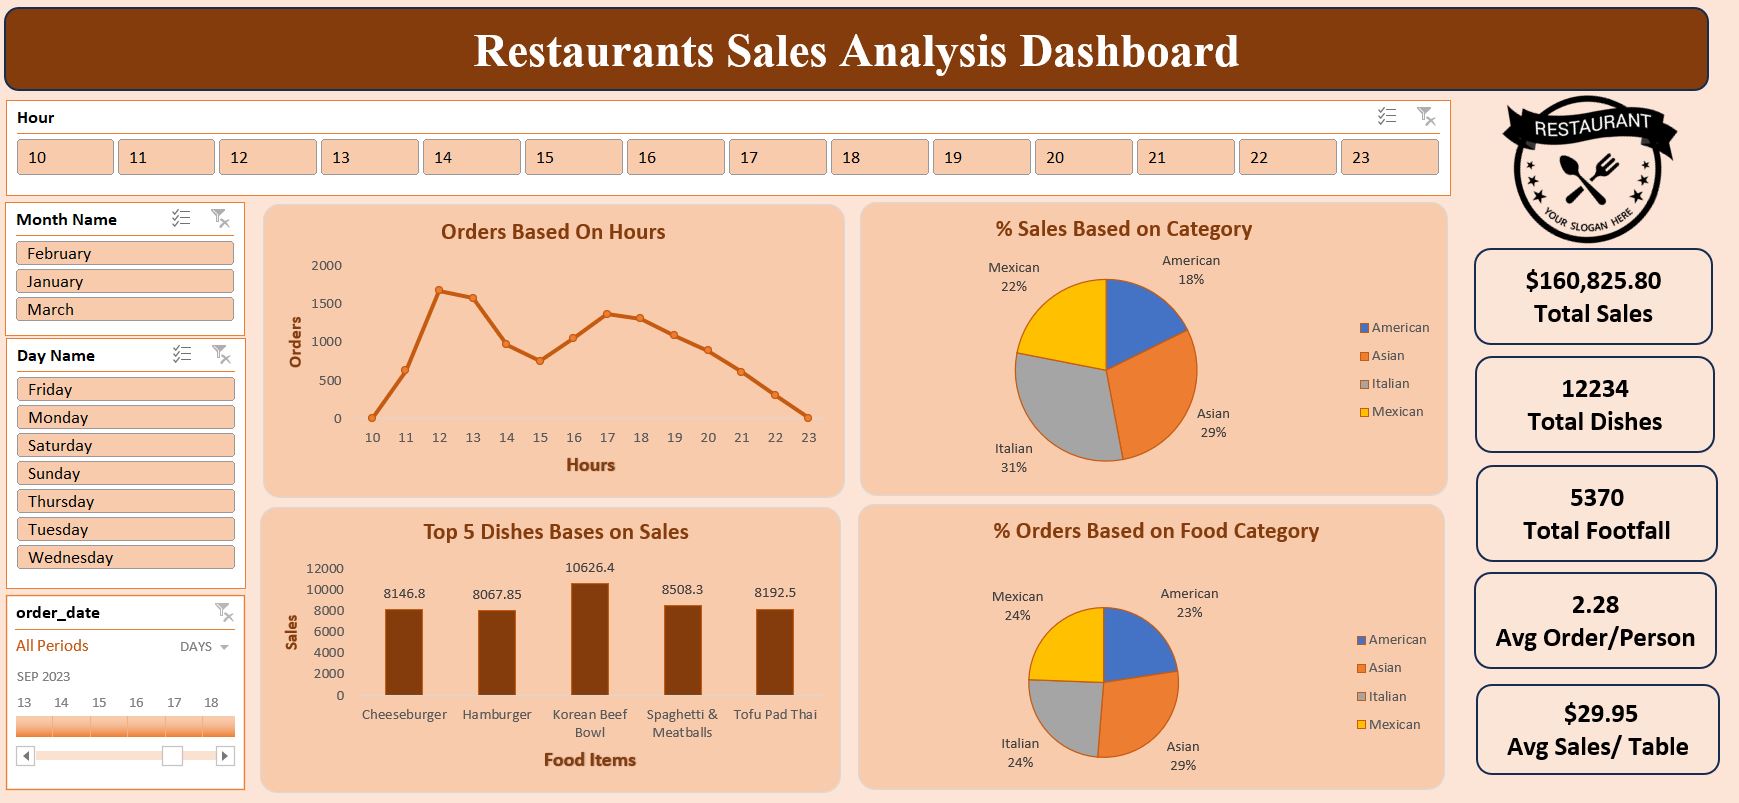 Restaurants Sales Analysis Dashboard
Hour
10 11 12 13 14 15 16 17 18 19 20 21 22 23
RESTAURANT
YOUR SLOGAN HERE
Month Name
February
January
March
Day Name
Friday
Monday
Saturday
Sunday
Thursday
Tuesday
Wednesday
order_date
All Periods DAYS
SEP 2023
13 14 15 16 17 18
Orders Based On Hours
2000
1500
1000
500
0
Orders
10 11 12 13 14 15 16 17 18 19 20 21 22 23
Hours
% Sales Based on Category
American
18%
Mexican
22%
Asian
29%
Italian
31%
American
Asian
Italian
Mexican
Top 5 Dishes Bases on Sales
12000
10000
8000
6000
4000
2000
0
Sales
8146.8 8067.85 10626.4 8508.3 8192.5
Cheeseburger Hamburger Korean Beef Spaghetti & Tofu Pad Thai
Bowl Meatballs
Food Items
% Orders Based on Food Category
American
23%
Mexican
24%
Asian
29%
Italian
24%
American
Asian
Italian
Mexican
$160,825.80
Total Sales
12234
Total Dishes
5370
Total Footfall
2.28
Avg Order/Person
$29.95
Avg Sales/ Table